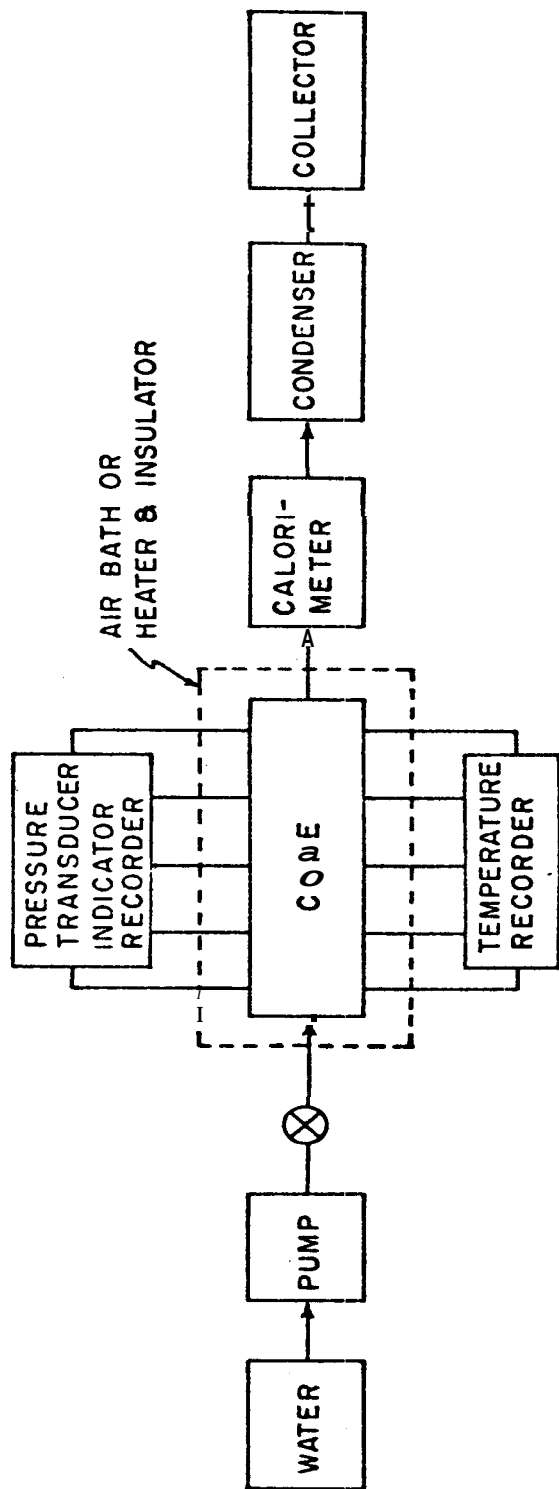 WATER
PUMP
PRESSURE
TRANSDUCER
INDICATOR
RECORDER
I
CORE
TEMPERATURE
RECORDER
AIR BATH OR
HEATER & INSULATOR
A
CALORI-
METER
CONDENSER
COLLECTOR